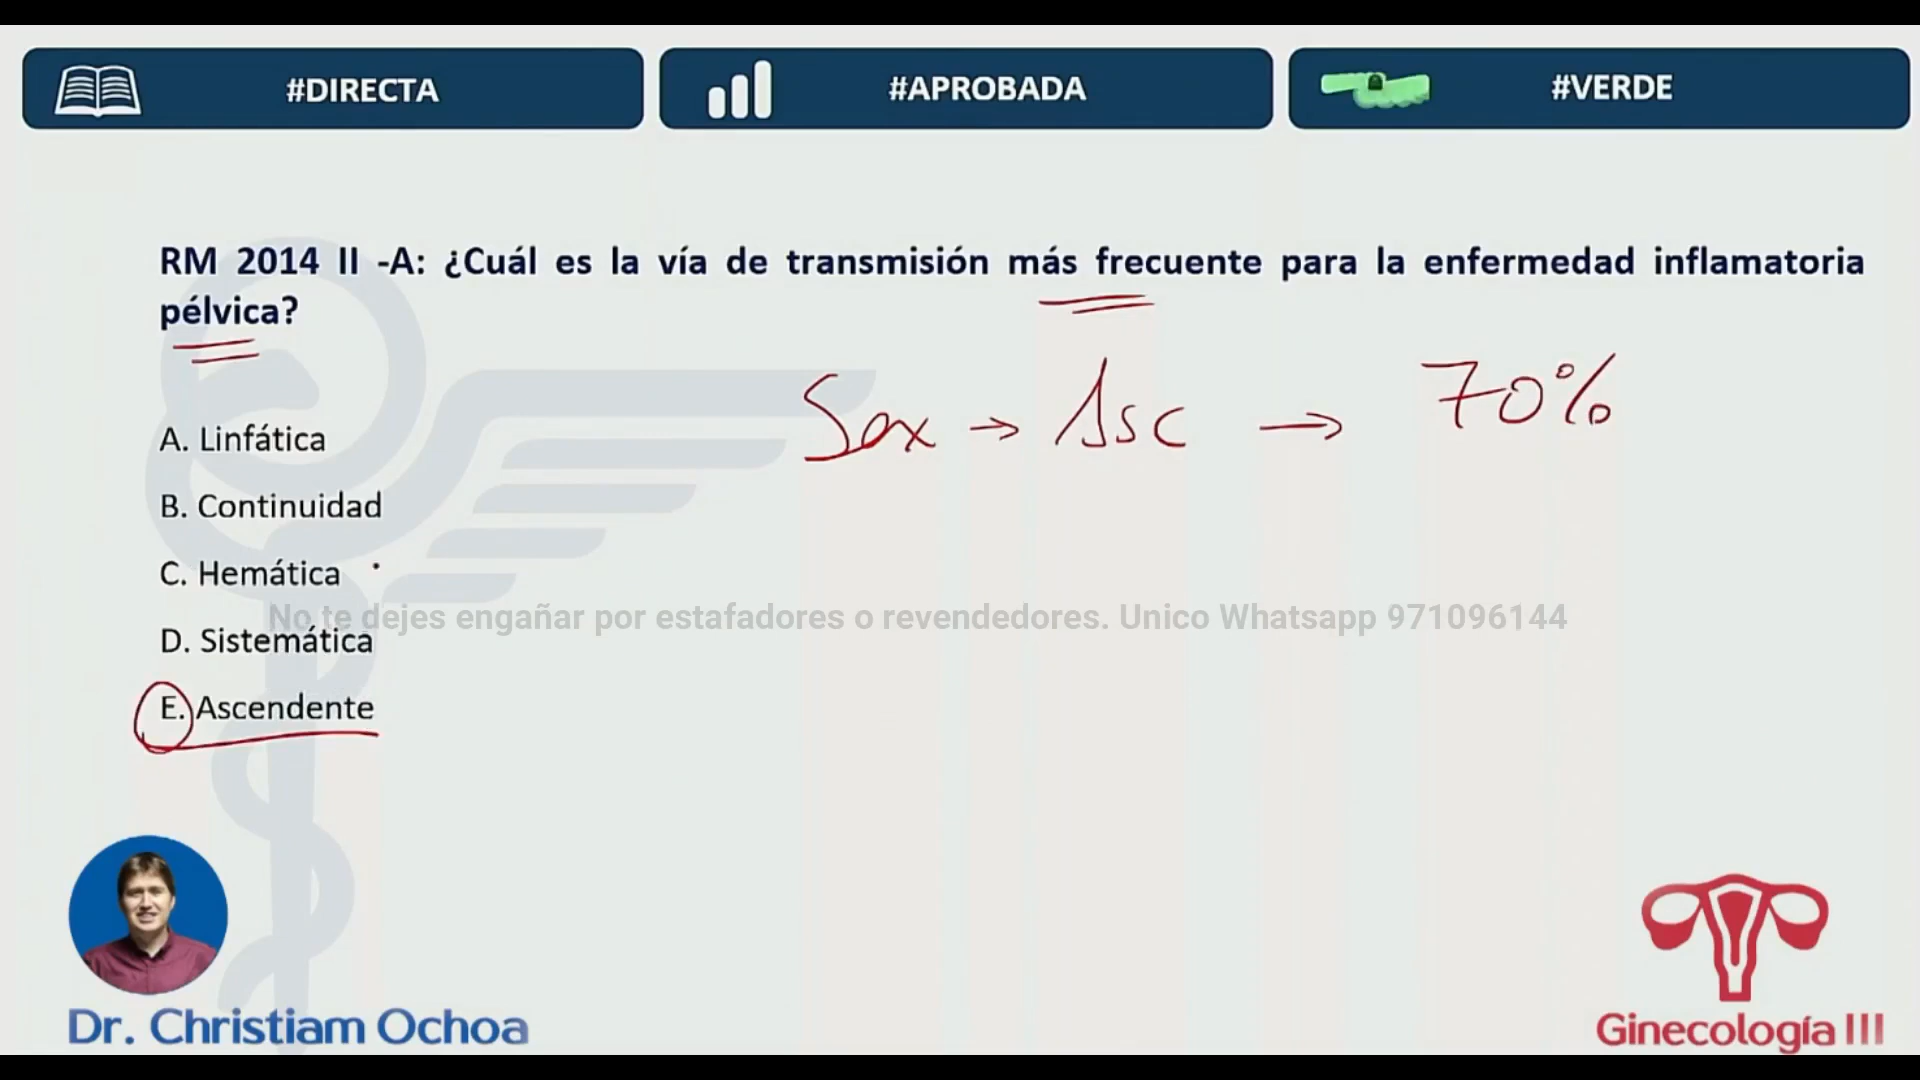 #DIRECTA
#APROBADA
#VERDE
RM 2014 II -A: ¿Cuál es la vía de transmisión más frecuente para la enfermedad inflamatoria
pélvica?
Sex → Asc → 70%
A. Linfática
B. Continuidad
C. Hemática
No te dejes engañar por estafadores o revendedores. Unico Whatsapp 971096144
D. Sistemática
E. Ascendente
Dr. Christiam Ochoa
Ginecología III